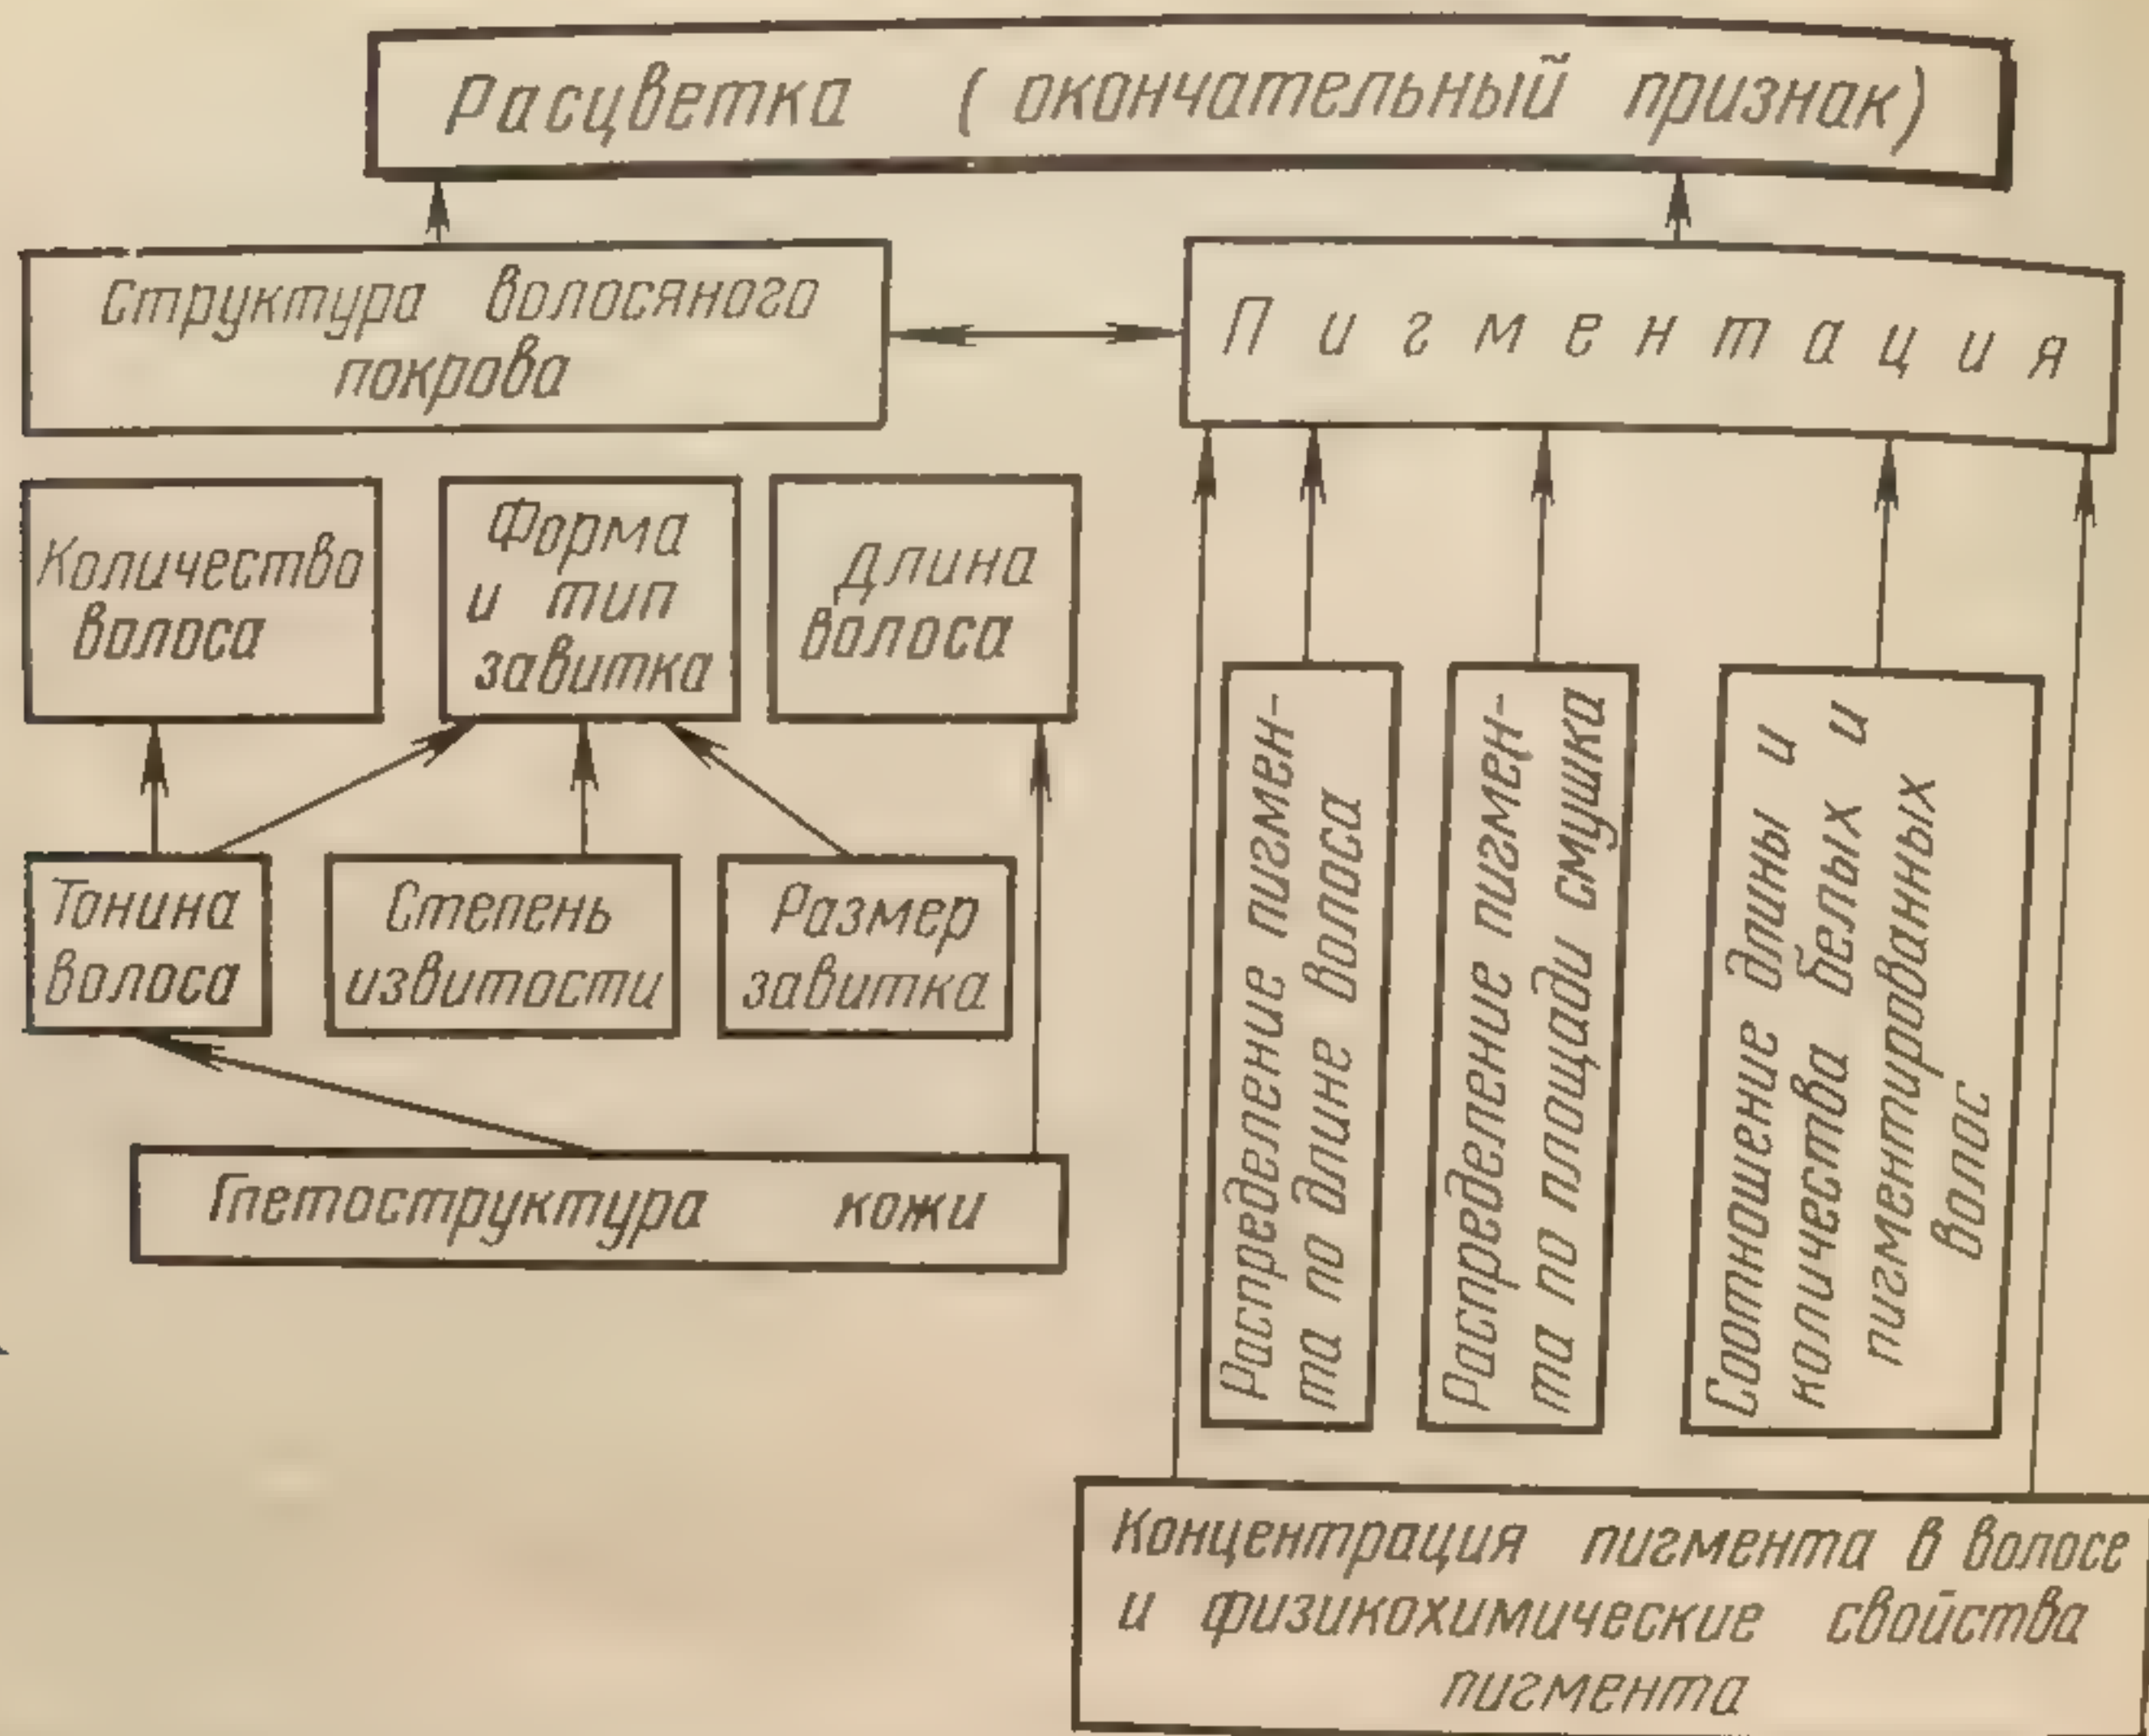 Расцветка (окончательный признак)
Структура волосяного
покрова
Пигментация
Количество
волоса
Форма
и тип
завитка
Длина
волоса
Тонина
волоса
Степень
извитости
Размер
завитка
Гпетоструктура кожи
Распределение пигмен-
та по длине волоса
Распределение пигмен-
та по площади смушка
Соотношение длины и
количества белых и
пигментированных
волос
Концентрация пигмента в волосе
и физикохимические свойства
пигмента